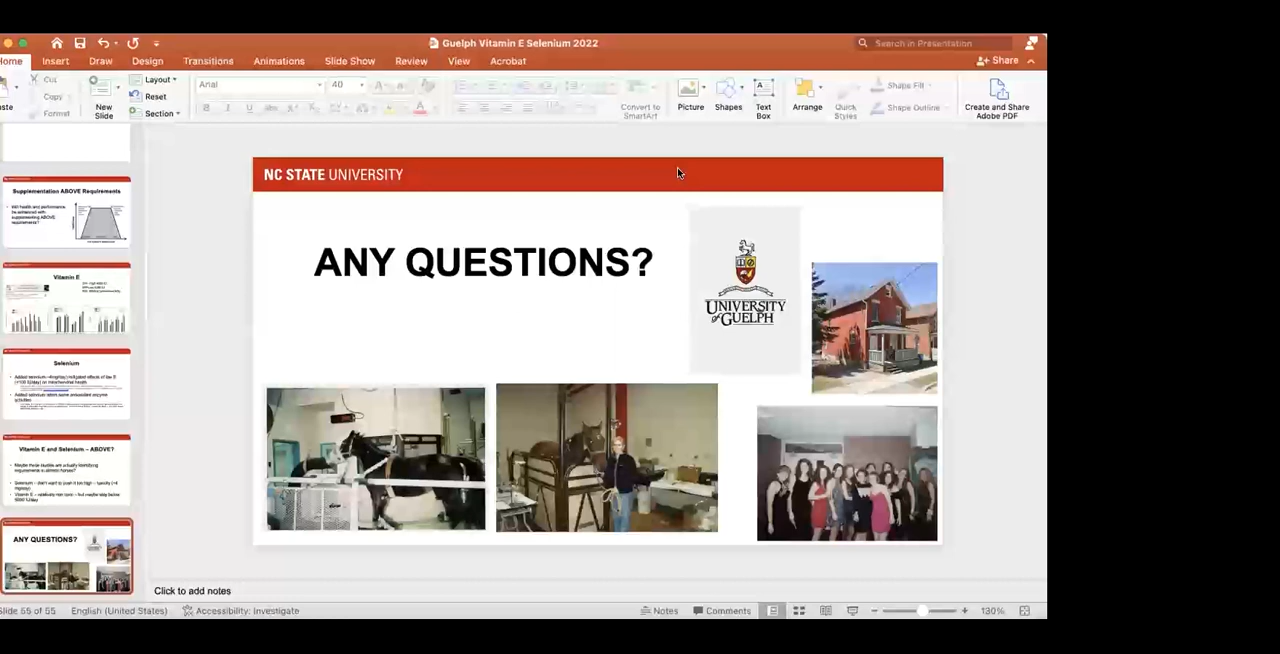 Guelph Vitamin E Selenium 2022
Search in Presentation
Home
Insert
Draw
Design
Transitions
Animations
Slide Show
Review
View
Acrobat
Share
Cut
Copy
Format
New
Slide
Layout
Reset
Section
Arial
40
Convert to
SmartArt
Picture
Shapes
Text
Box
Arrange
Quick
Styles
Shape Fill
Shape Outline
Create and Share
Adobe PDF
Supplementation ABOVE Requirements
Vitamin E
Selenium
Vitamin E and Selenium – ABOVE?
ANY QUESTIONS?
NC STATE UNIVERSITY
ANY QUESTIONS?
UNIVERSITY
of GUELPH
Click to add notes
Slide 55 of 55
English (United States)
Accessibility: Investigate
Notes
Comments
130%